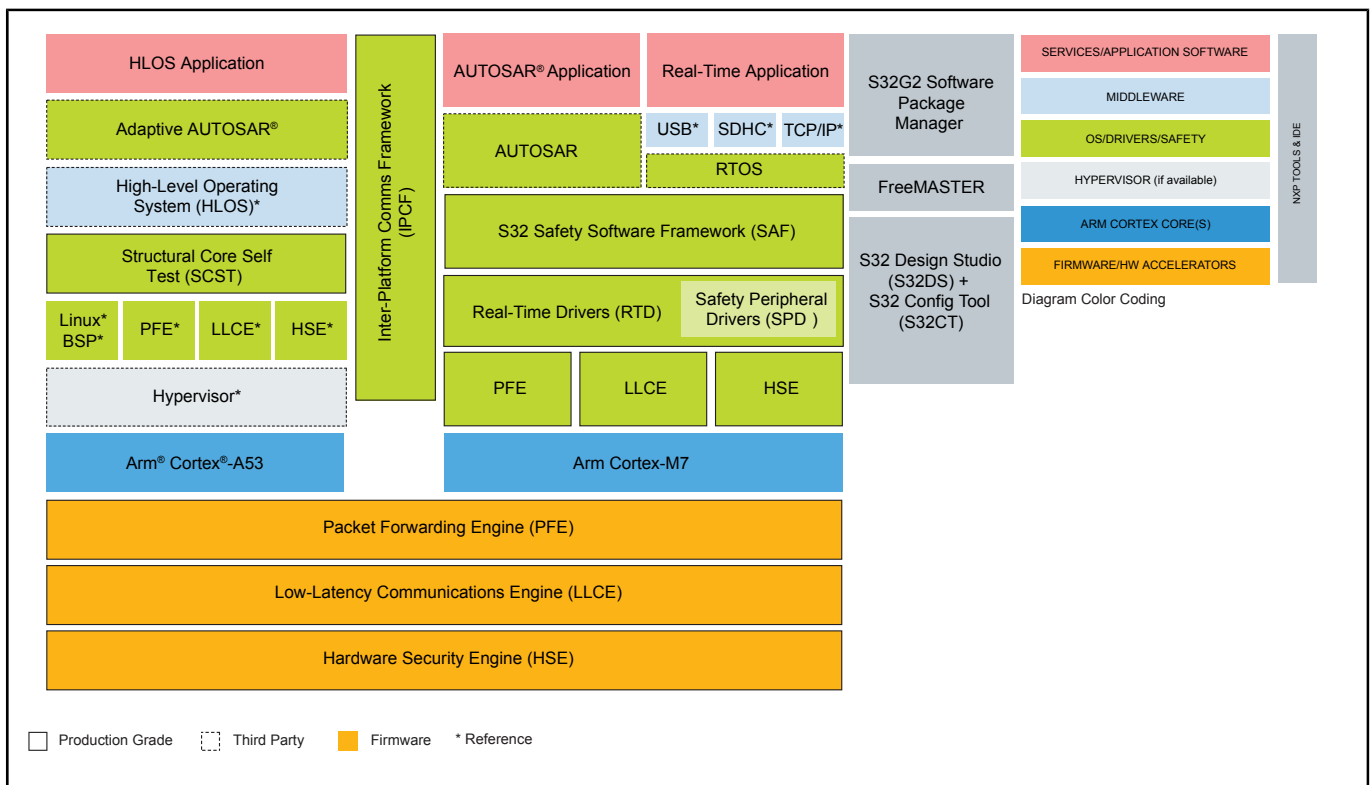 HLOS Application
Adaptive AUTOSAR®
High-Level Operating
System (HLOS)*
Structural Core Self
Test (SCST)
Linux*
BSP*
PFE*
LLCE*
HSE*
Hypervisor*
Arm® Cortex®-A53
Inter-Platform Comms Framework
(IPCF)
AUTOSAR® Application
Real-Time Application
AUTOSAR
USB*
SDHC*
TCP/IP*
RTOS
S32 Safety Software Framework (SAF)
Real-Time Drivers (RTD)
Safety Peripheral
Drivers (SPD )
PFE
LLCE
HSE
Arm Cortex-M7
Packet Forwarding Engine (PFE)
Low-Latency Communications Engine (LLCE)
Hardware Security Engine (HSE)
S32G2 Software
Package
Manager
FreeMASTER
S32 Design Studio
(S32DS) +
S32 Config Tool
(S32CT)
SERVICES/APPLICATION SOFTWARE
MIDDLEWARE
OS/DRIVERS/SAFETY
HYPERVISOR (if available)
ARM CORTEX CORE(S)
FIRMWARE/HW ACCELERATORS
Diagram Color Coding
NXP TOOLS & IDE
Production Grade
Third Party
Firmware
* Reference